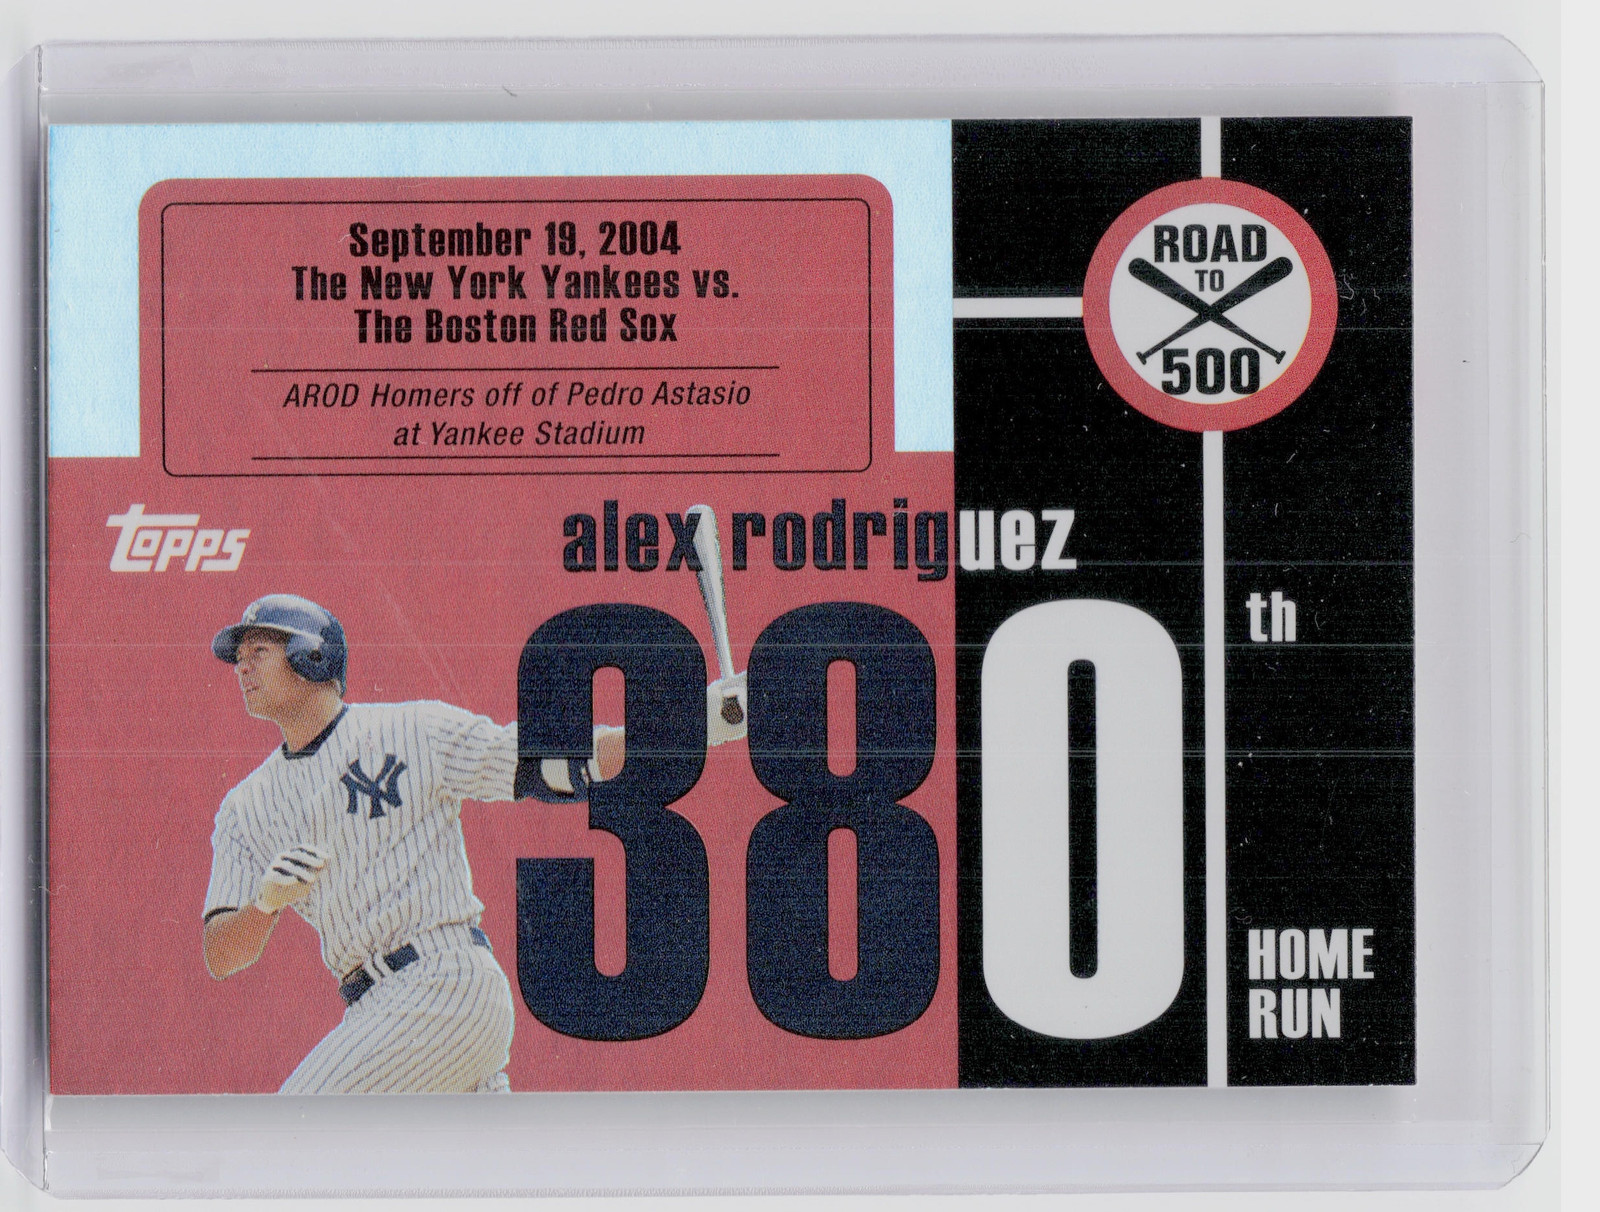 September 19, 2004
The New York Yankees vs.
The Boston Red Sox
AROD Homers off of Pedro Astasio
at Yankee Stadium
ROAD
TO
500
Topps
alex rodriguez
380
th
HOME
RUN
NY